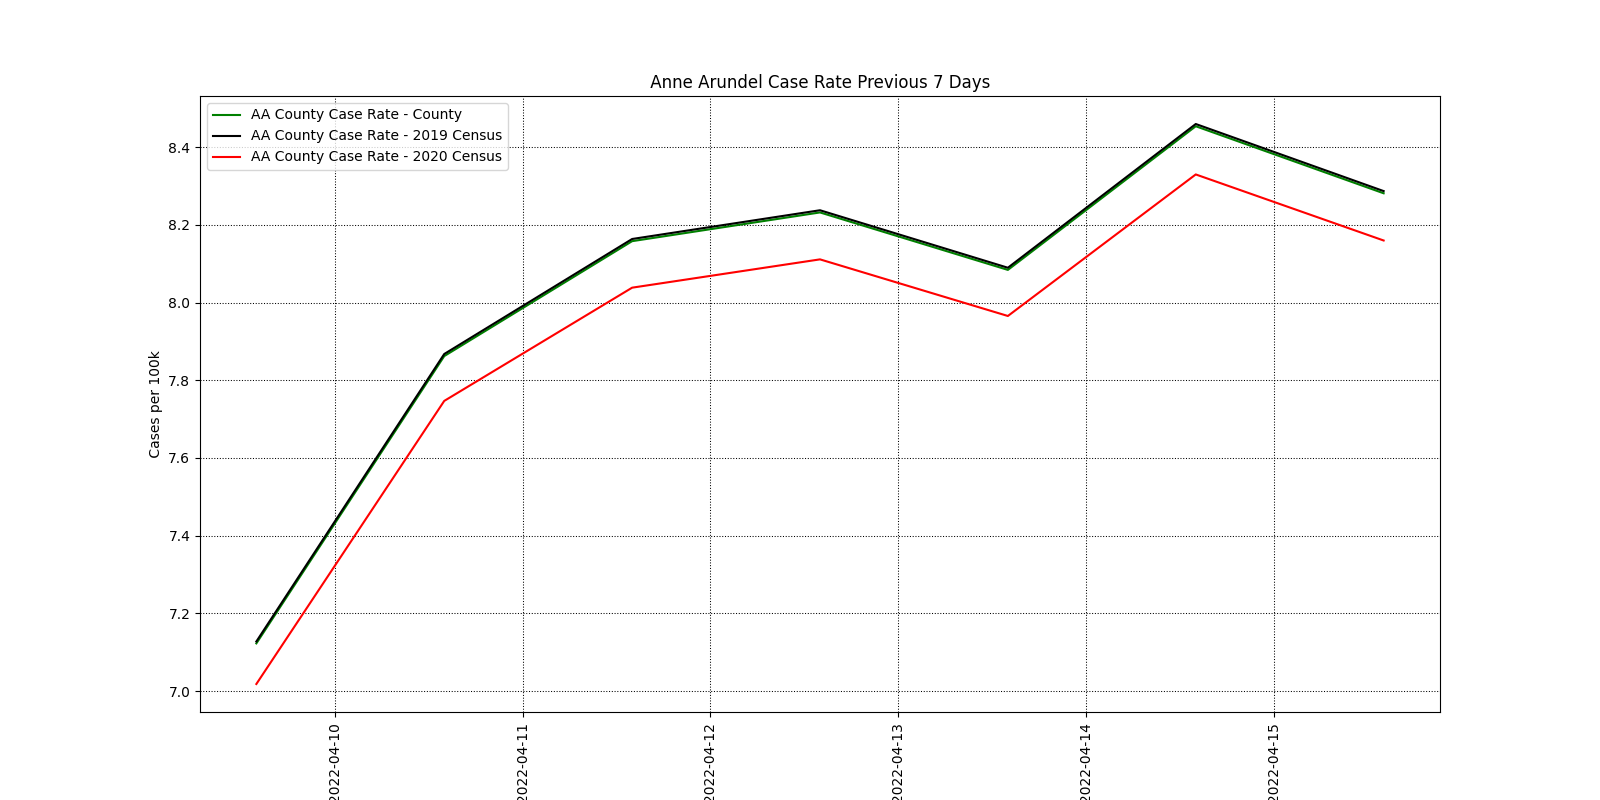 Anne Arundel Case Rate Previous 7 Days
AA County Case Rate - County
AA County Case Rate - 2019 Census
AA County Case Rate - 2020 Census
Cases per 100k
8.4
8.2
8.0
7.8
7.6
7.4
7.2
7.0
2022-04-10
2022-04-11
2022-04-12
2022-04-13
2022-04-14
2022-04-15